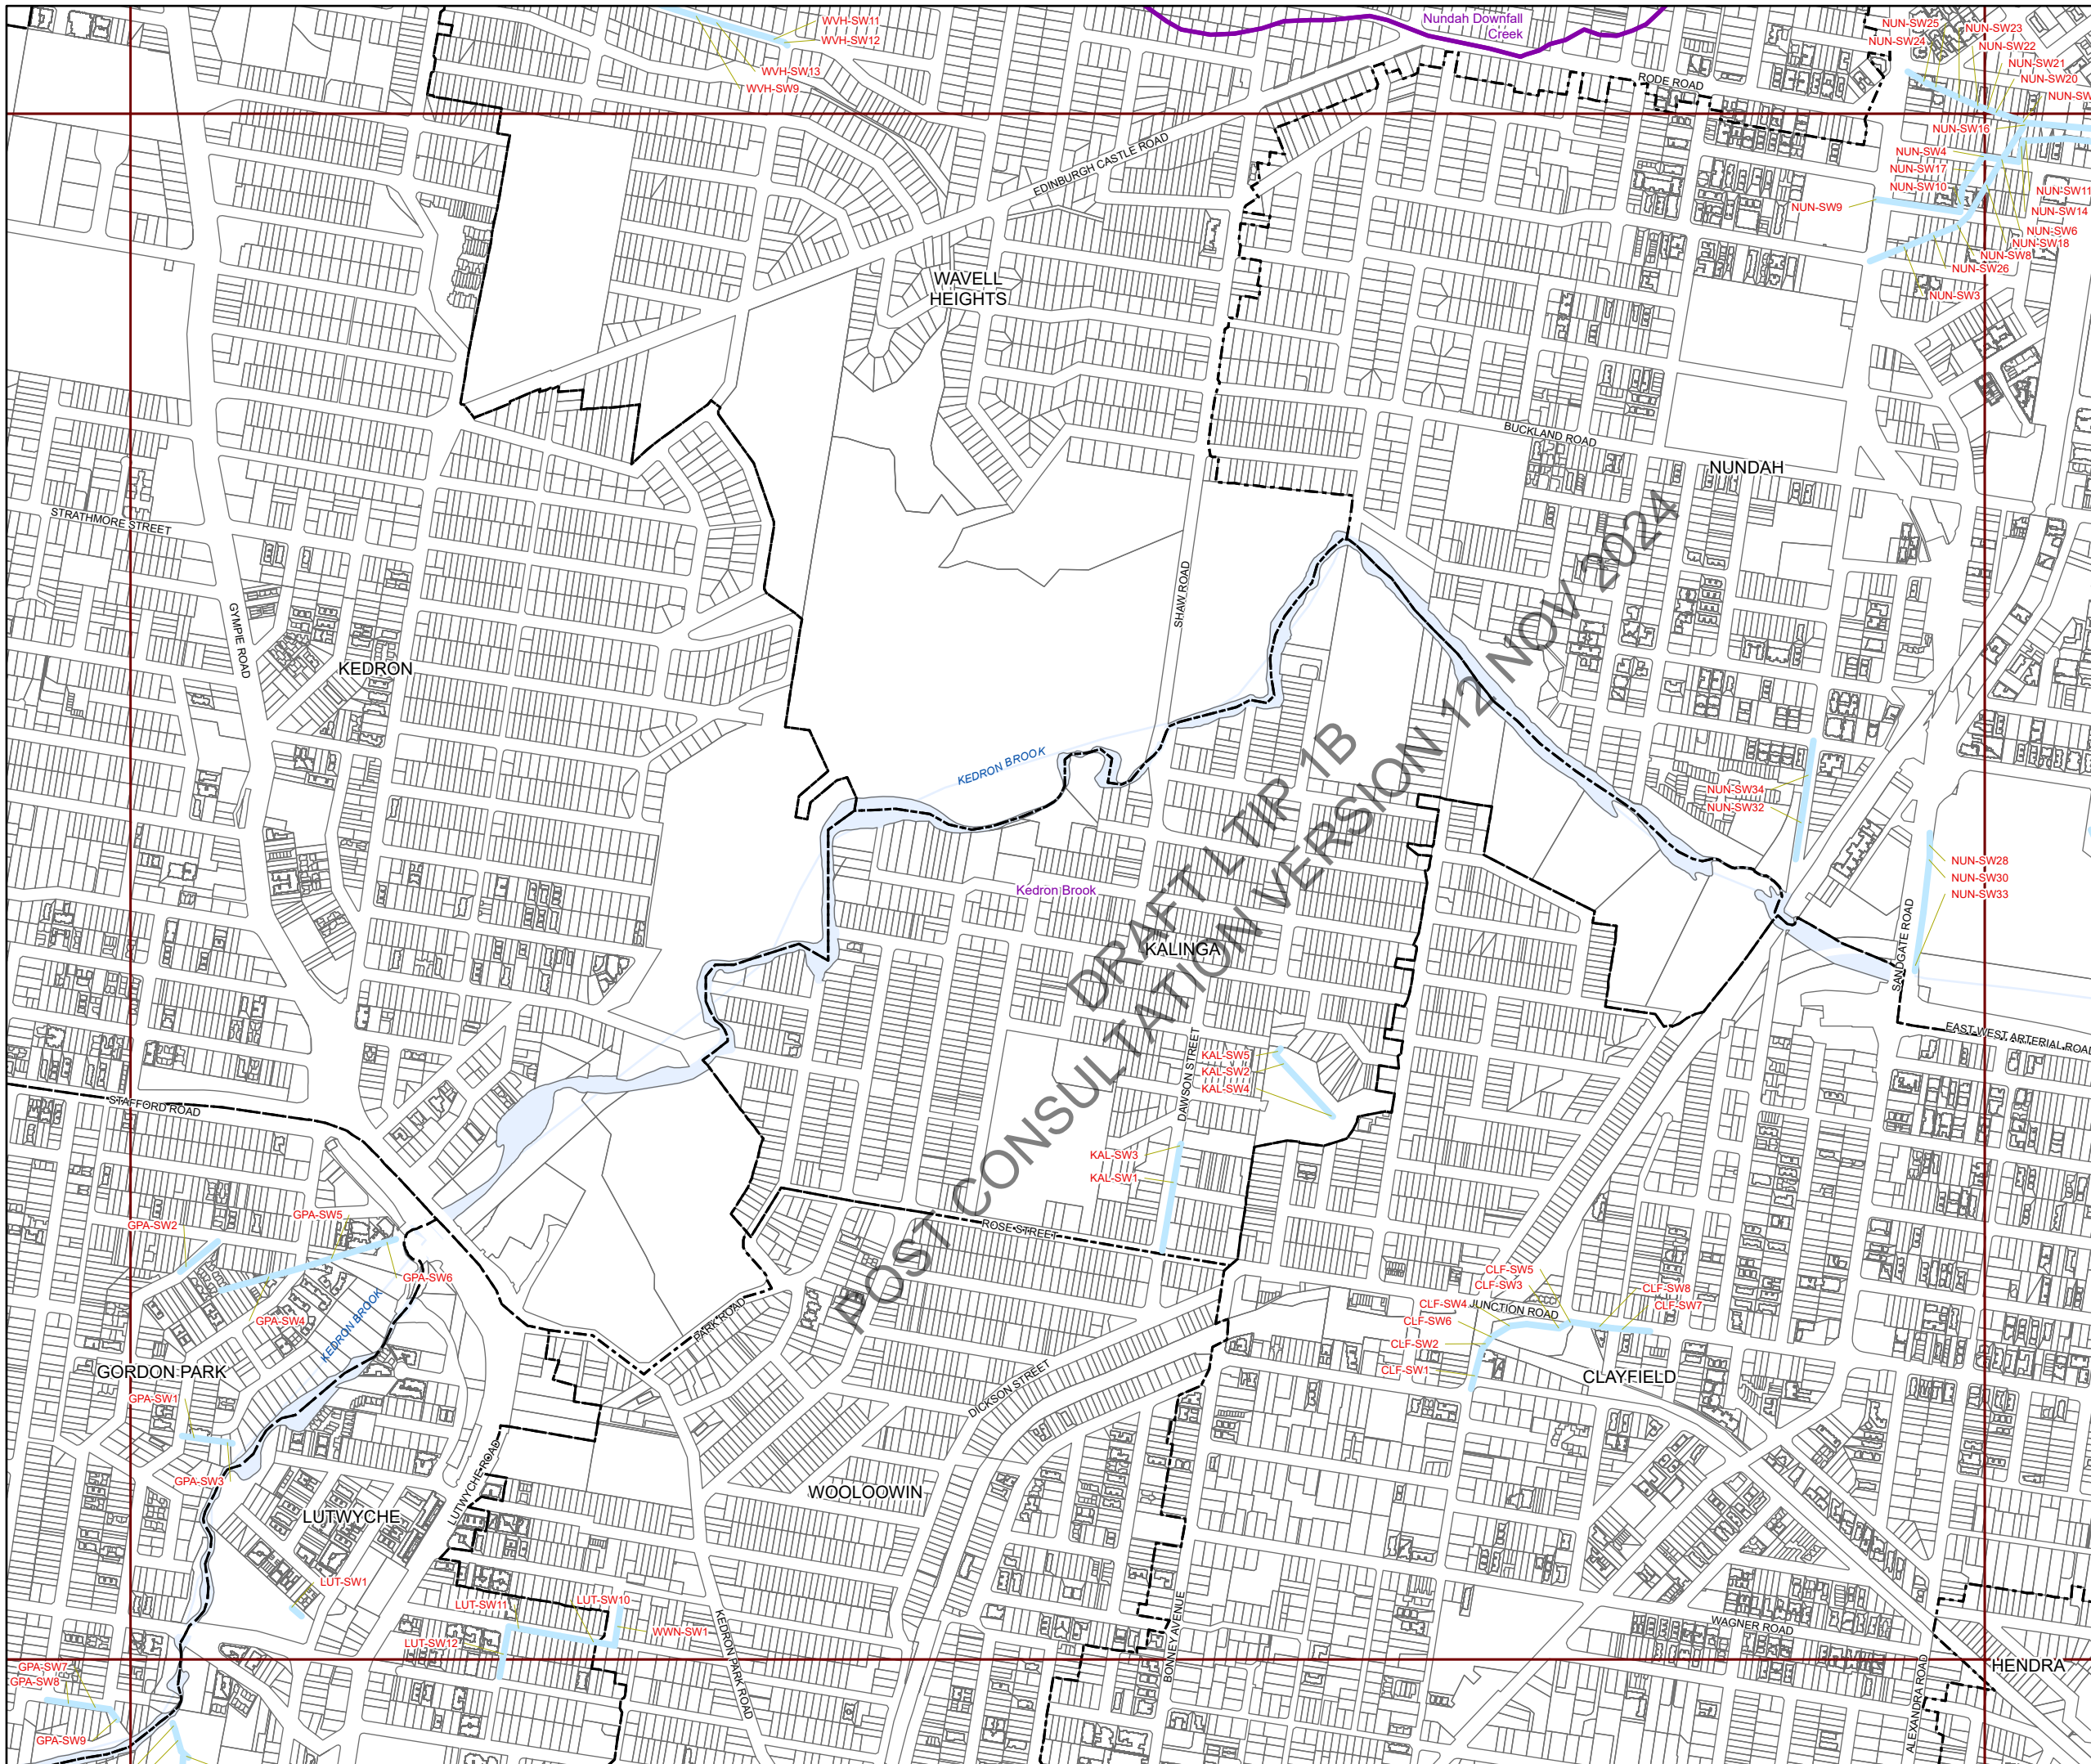 WVH-SW11
WVH-SW12
WVH-SW13
WVH-SW9
Nundah Downfall
Creek
NUN-SW25
NUN-SW23
NUN-SW24
NUN-SW22
NUN-SW21
NUN-SW20
NUN-SW
RODE ROAD
NUN-SW16
NUN-SW4
NUN-SW17
NUN-SW10
NUN-SW11
NUN-SW9
NUN-SW14
NUN-SW6
NUN-SW18
NUN-SW8
NUN-SW26
NUN-SW3
EDINBURGH CASTLE ROAD
WAVELL
HEIGHTS
BUCKLAND ROAD
NUNDAH
STRATHMORE STREET
GYMPIE ROAD
SHAW ROAD
KEDRON
KEDRON BROOK
NUN-SW34
NUN-SW32
NUN-SW28
NUN-SW30
NUN-SW33
Kedron Brook
SANDGATE ROAD
KALINGA
DRAFT LTIP 1B
POST CONSULTATION VERSION 12 NOV 2024
EAST WEST ARTERIAL ROAD
DAWSON STREET
KAL-SW5
KAL-SW2
KAL-SW4
STAFFORD ROAD
KAL-SW3
KAL-SW1
GPA-SW5
GPA-SW2
ROSE STREET
GPA-SW6
CLF-SW5
CLF-SW3
CLF-SW8
CLF-SW4
JUNCTION ROAD
CLF-SW7
GPA-SW4
KEDRON BROOK
PARK ROAD
CLF-SW6
CLF-SW2
CLF-SW1
GORDON PARK
CLAYFIELD
DICKSON STREET
GPA-SW1
GPA-SW3
LUTWYCHE ROAD
WOOLOOWIN
LUTWYCHE
LUT-SW1
LUT-SW11
LUT-SW10
WWN-SW1
LUT-SW12
KEDRON PARK ROAD
BONNEY AVENUE
WAGNER ROAD
HENDRA
GPA-SW7
GPA-SW8
GPA-SW9
ALEXANDRA ROAD